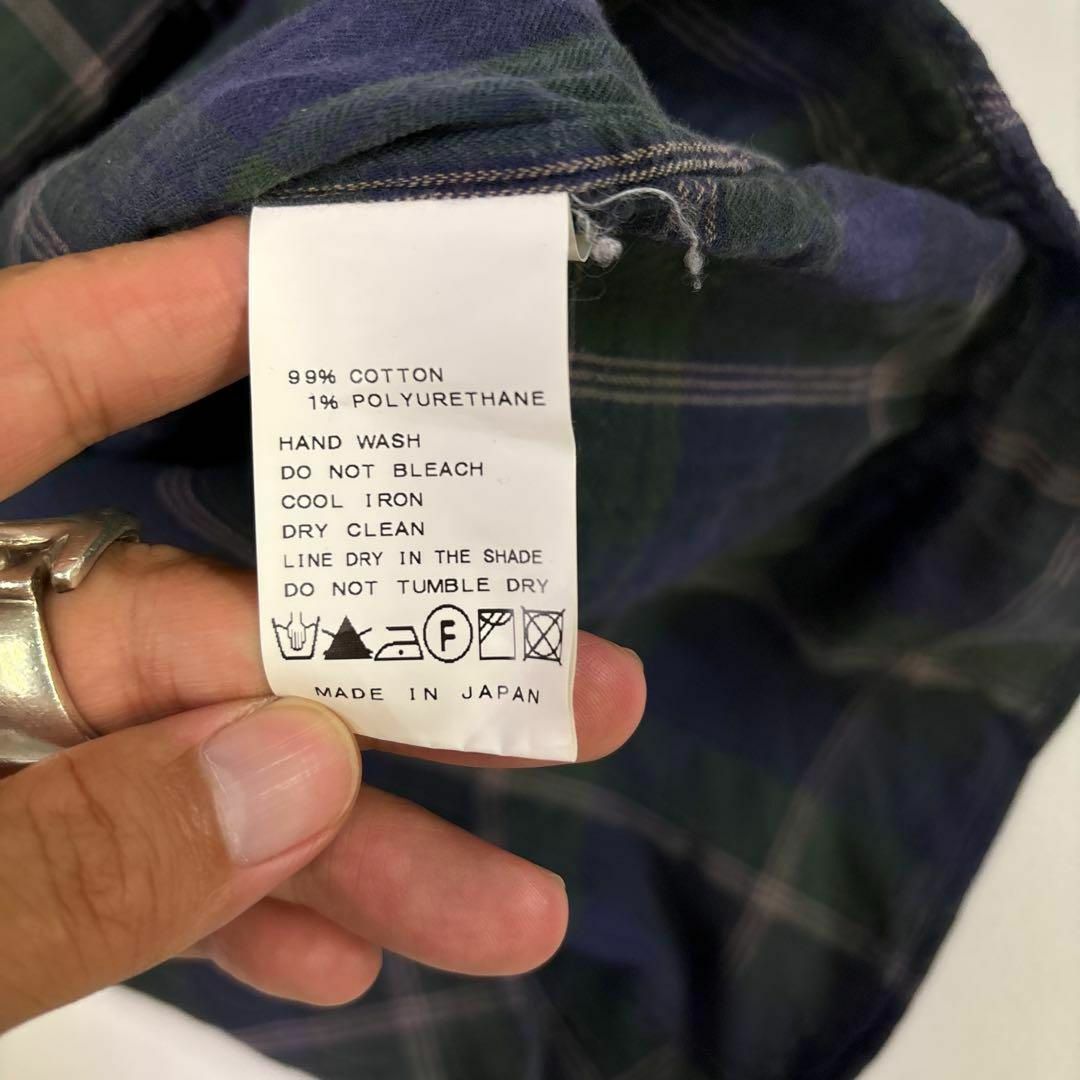 99% COTTON
1% POLYURETHANE
HAND WASH
DO NOT BLEACH
COOL IRON
DRY CLEAN
LINE DRY IN THE SHADE
DO NOT TUMBLE DRY
F
MADE IN JAPAN